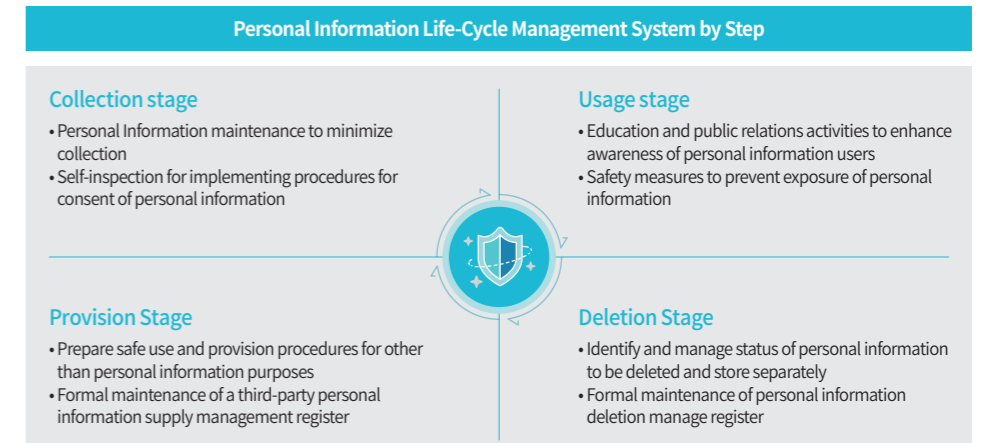 Personal Information Life-Cycle Management System by Step
Collection stage
• Personal Information maintenance to minimize
collection
• Self-inspection for implementing procedures for
consent of personal information
Usage stage
• Education and public relations activities to enhance
awareness of personal information users
• Safety measures to prevent exposure of personal
information
Provision Stage
• Prepare safe use and provision procedures for other
than personal information purposes
• Formal maintenance of a third-party personal
information supply management register
Deletion Stage
• Identify and manage status of personal information
to be deleted and store separately
• Formal maintenance of personal information
deletion manage register